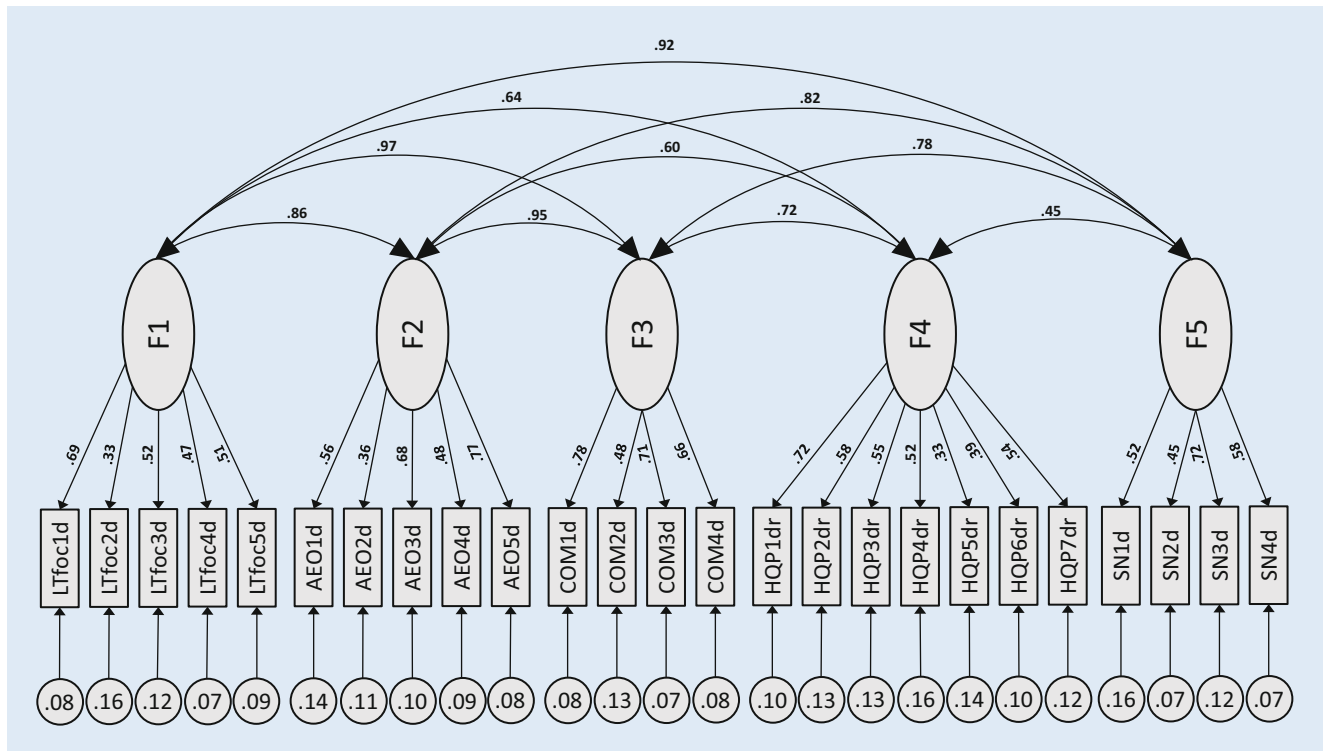 .92
.64 .82
.97 .60 .78
.86 .95 .72 .45
F1 F2 F3 F4 F5
.69 .33 .52 .47 .51 .56 .36 .68 .48 .77 .78 .48 .71 .66 .72 .58 .55 .52 .33 .39 .54 .52 .45 .72 .58
LTfoc1d LTfoc2d LTfoc3d LTfoc4d LTfoc5d AEO1d AEO2d AEO3d AEO4d AEO5d COM1d COM2d COM3d COM4d HQP1dr HQP2dr HQP3dr HQP4dr HQP5dr HQP6dr HQP7dr SN1d SN2d SN3d SN4d
.08 .16 .12 .07 .09 .14 .11 .10 .09 .08 .08 .13 .07 .08 .10 .13 .13 .16 .14 .10 .12 .16 .07 .12 .07